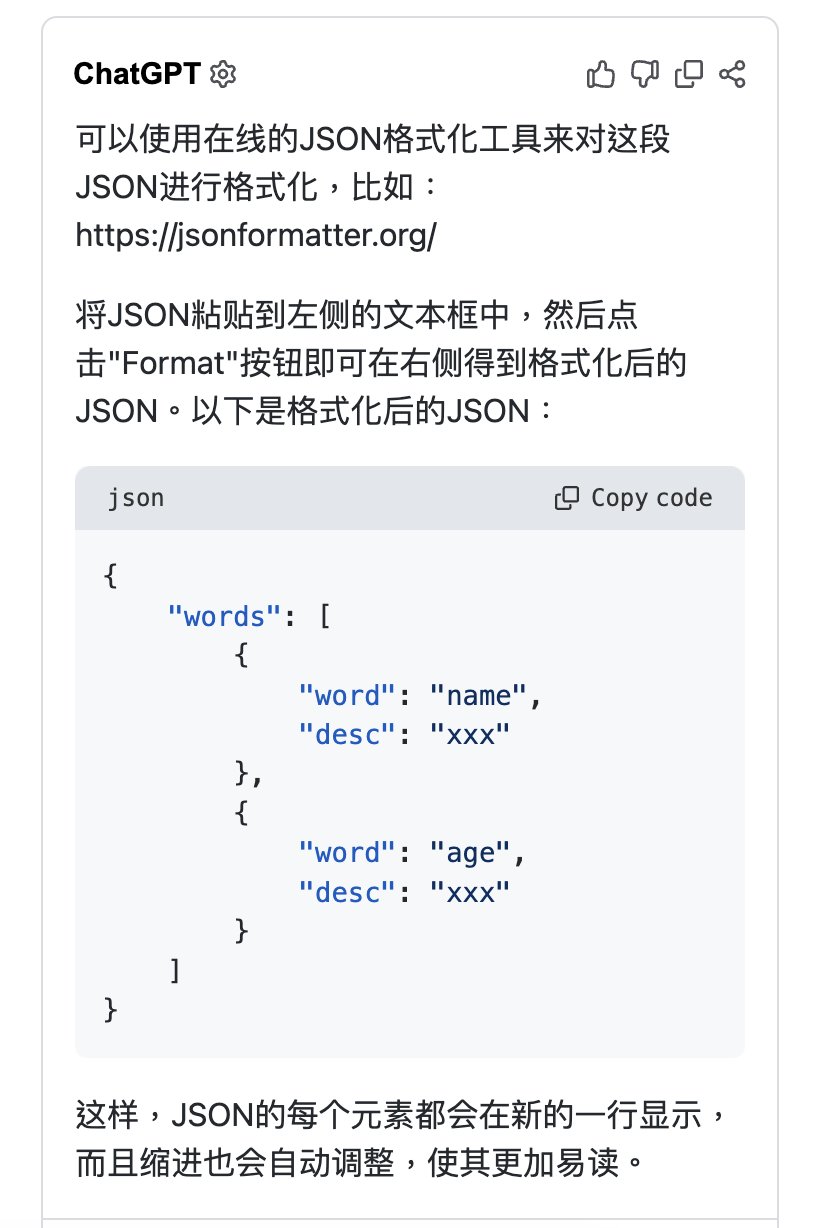 ChatGPT
可以使用在线的JSON格式化工具来对这段
JSON进行格式化，比如：
https://jsonformatter.org/
将JSON粘贴到左侧的文本框中，然后点
击"Format"按钮即可在右侧得到格式化后的
JSON。以下是格式化后的JSON：
json Copy code
{
    "words": [
        {
            "word": "name",
            "desc": "xxx"
        },
        {
            "word": "age",
            "desc": "xxx"
        }
    ]
}
这样，JSON的每个元素都会在新的一行显示，
而且缩进也会自动调整，使其更加易读。